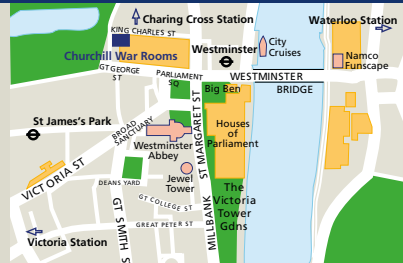 Charing Cross Station
Waterloo Station
KING CHARLES ST
Churchill War Rooms
Westminster
City
Cruises
Namco
Funscape
GT GEORGE
ST
PARLIAMENT
SQ
WESTMINSTER
BRIDGE
Big Ben
St James's Park
BROAD
SANCTUARY
Westminster
Abbey
ST MARGARET ST
Houses
of
Parliament
VICTORIA ST
Jewel
Tower
DEANS YARD
The
Victoria
Tower
Gdns
GT COLLEGE ST
GT SMITH ST
MILLBANK
GREAT PETER ST
Victoria Station